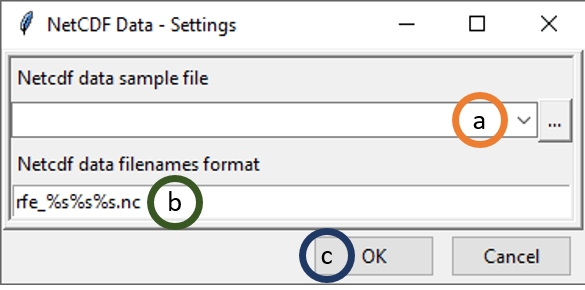 NetCDF Data - Settings
Netcdf data sample file
a
...
Netcdf data filenames format
rfe_%s%s%s.nc
b
c
OK
Cancel